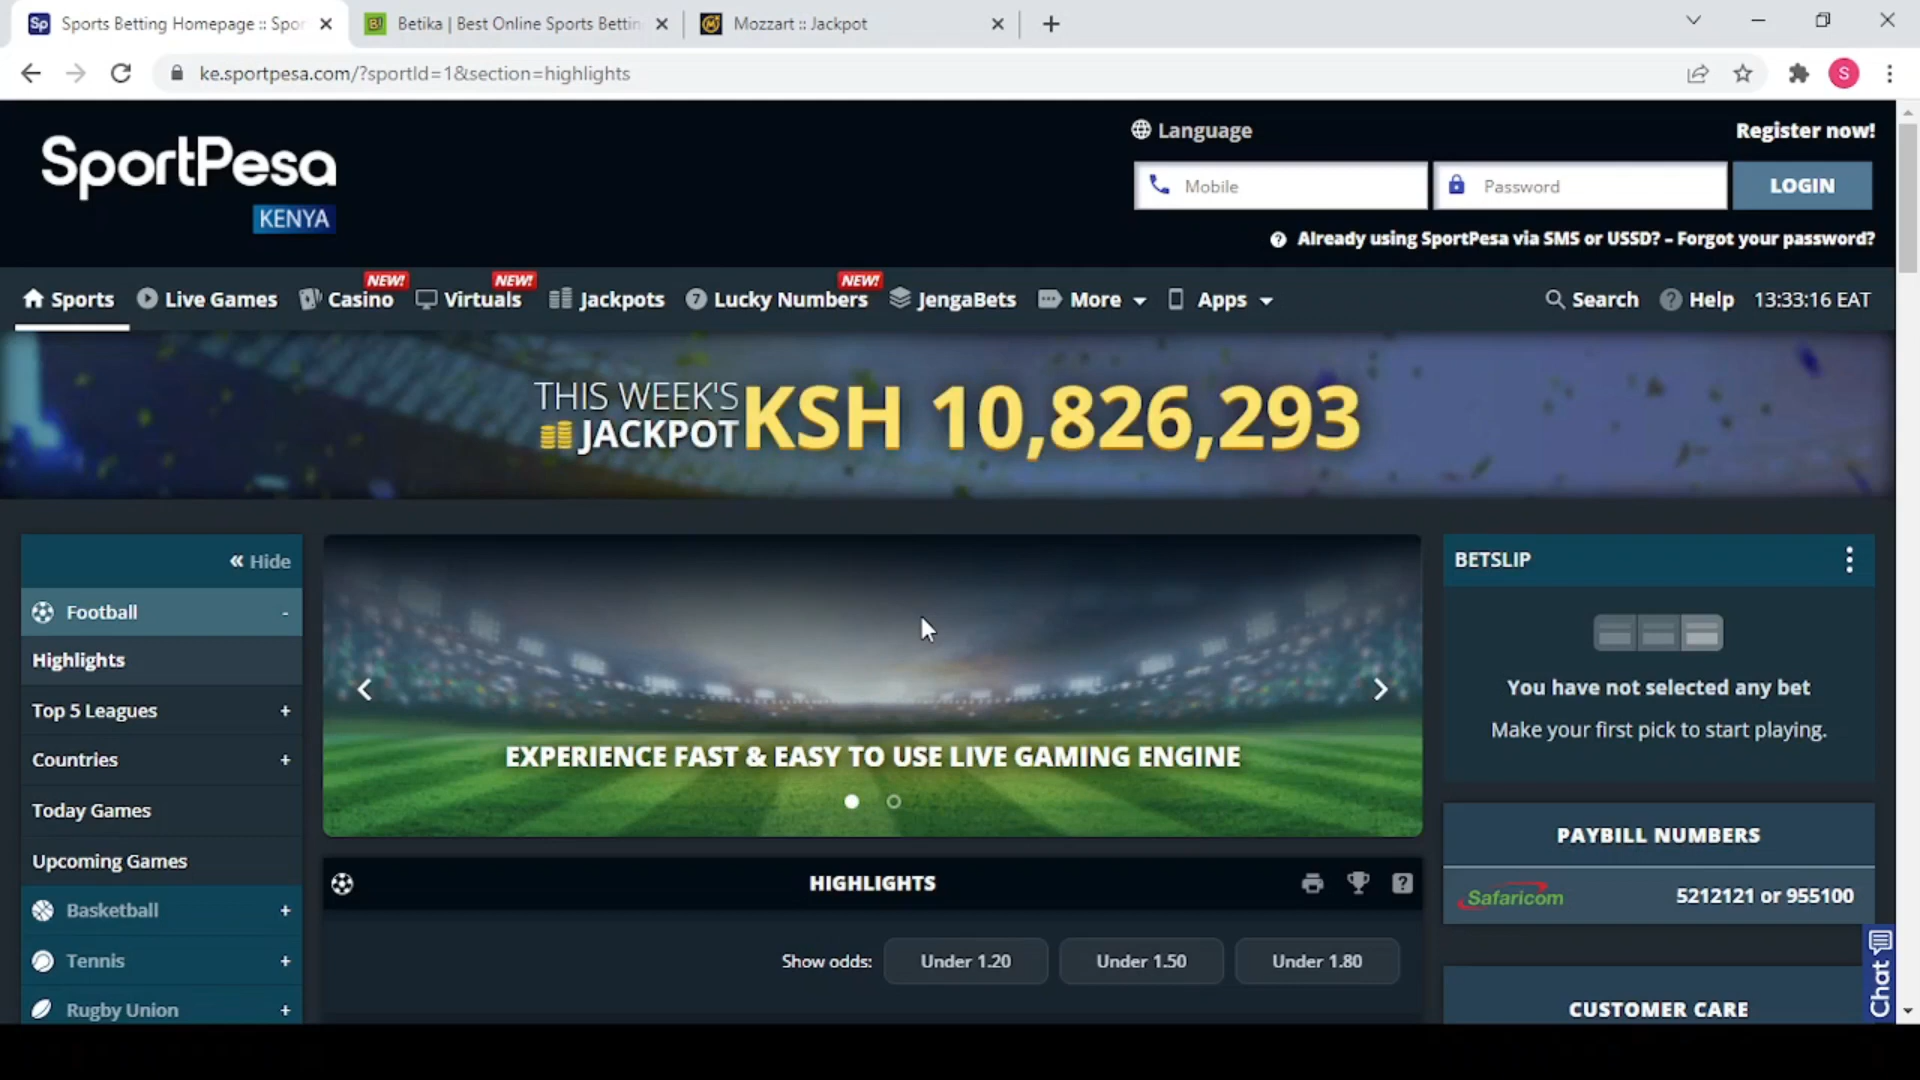 Sp Sports Betting Homepage :: Spor
B! Betika | Best Online Sports Bettin
Mozzart :: Jackpot
ke.sportpesa.com/?sportId=1&section=highlights
S
SportPesa
KENYA
Language
Register now!
Mobile
Password
LOGIN
Already using SportPesa via SMS or USSD? – Forgot your password?
Sports
Live Games
Casino NEW!
Virtuals NEW!
Jackpots
Lucky Numbers NEW!
JengaBets
More
Apps
Search
Help
13:33:16 EAT
THIS WEEK'S
JACKPOT
KSH 10,826,293
« Hide
Football -
Highlights
Top 5 Leagues +
Countries +
Today Games
Upcoming Games
Basketball +
Tennis +
Rugby Union +
EXPERIENCE FAST & EASY TO USE LIVE GAMING ENGINE
HIGHLIGHTS
Show odds: Under 1.20 Under 1.50 Under 1.80
BETSLIP
You have not selected any bet
Make your first pick to start playing.
PAYBILL NUMBERS
Safaricom 5212121 or 955100
CUSTOMER CARE
Chat